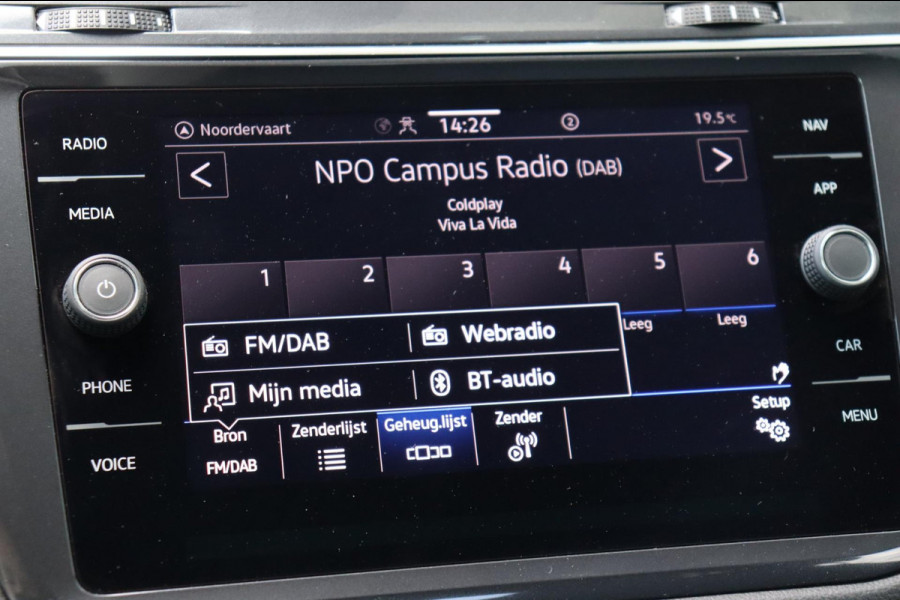 RADIO
MEDIA
PHONE
VOICE
Noordervaart
14:26
2
19.5°C
NPO Campus Radio (DAB)
Coldplay
Viva La Vida
1 2 3 4 5 6
Leeg Leeg
FM/DAB Webradio
Mijn media BT-audio
Bron Zenderlijst Geheug.lijst Zender Setup
FM/DAB
NAV
APP
CAR
MENU